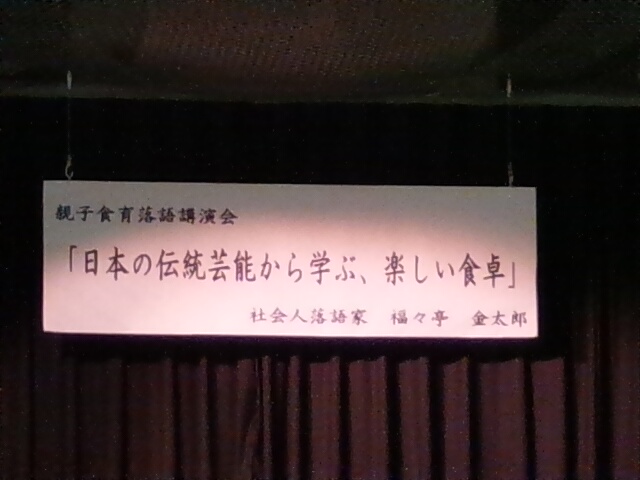 親子食育落語講演会
「日本の伝統芸能から学ぶ、楽しい食卓」
社会人落語家　福々亭　金太郎